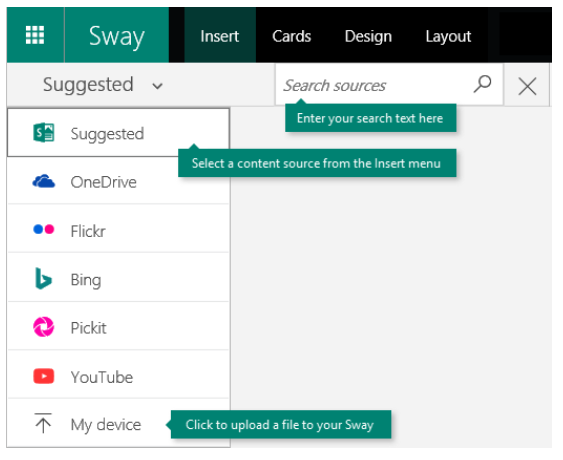 Sway Insert Cards Design Layout
Suggested Search sources
Enter your search text here
Suggested
Select a content source from the Insert menu
OneDrive
Flickr
Bing
Pickit
YouTube
My device Click to upload a file to your Sway